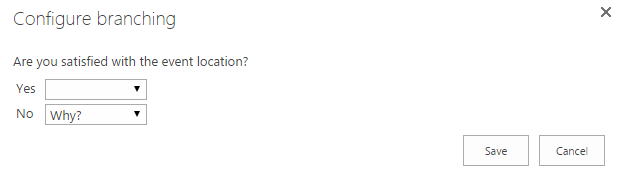 Configure branching
Are you satisfied with the event location?
Yes
No Why?
Save Cancel